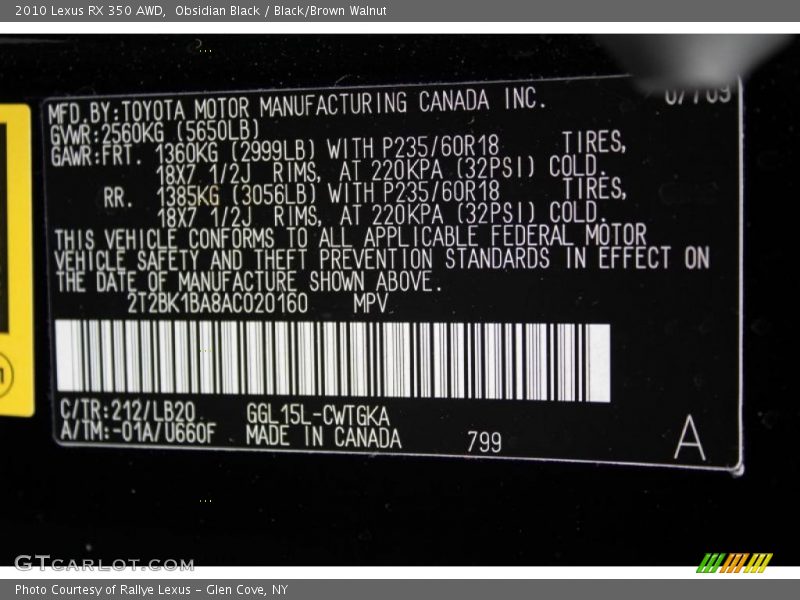 2010 Lexus RX 350 AWD,  Obsidian Black / Black/Brown Walnut
07/09
MFD.BY:TOYOTA MOTOR MANUFACTURING CANADA INC.
GVWR:2560KG (5650LB)
GAWR:FRT. 1360KG (2999LB) WITH P235/60R18 TIRES,
18X7 1/2J RIMS, AT 220KPA (32PSI) COLD.
RR. 1385KG (3056LB) WITH P235/60R18 TIRES,
18X7 1/2J RIMS, AT 220KPA (32PSI) COLD.
THIS VEHICLE CONFORMS TO ALL APPLICABLE FEDERAL MOTOR
VEHICLE SAFETY AND THEFT PREVENTION STANDARDS IN EFFECT ON
THE DATE OF MANUFACTURE SHOWN ABOVE.
2T2BK1BA8AC020160 MPV
C/TR:212/LB20 GGL15L-CWTGKA
A/TM:-01A/U660F MADE IN CANADA 799 A
GTCARLOT.COM
Photo Courtesy of Rallye Lexus - Glen Cove, NY